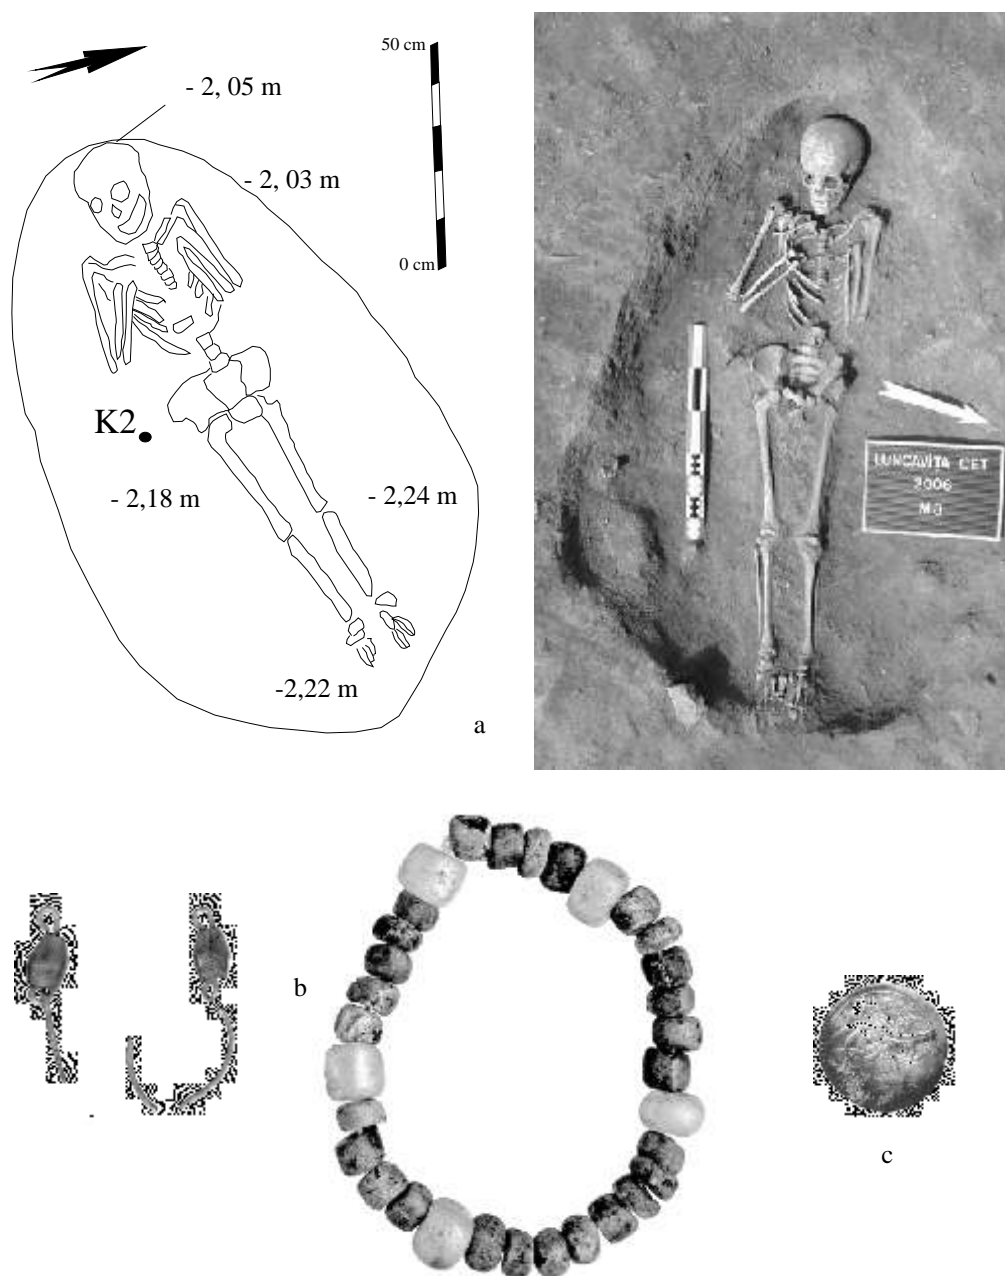 50 cm
- 2, 05 m
- 2, 03 m
0 cm
K2
- 2,18 m
- 2,24 m
-2,22 m
a
LUNCAVITA CET
2006
b
c